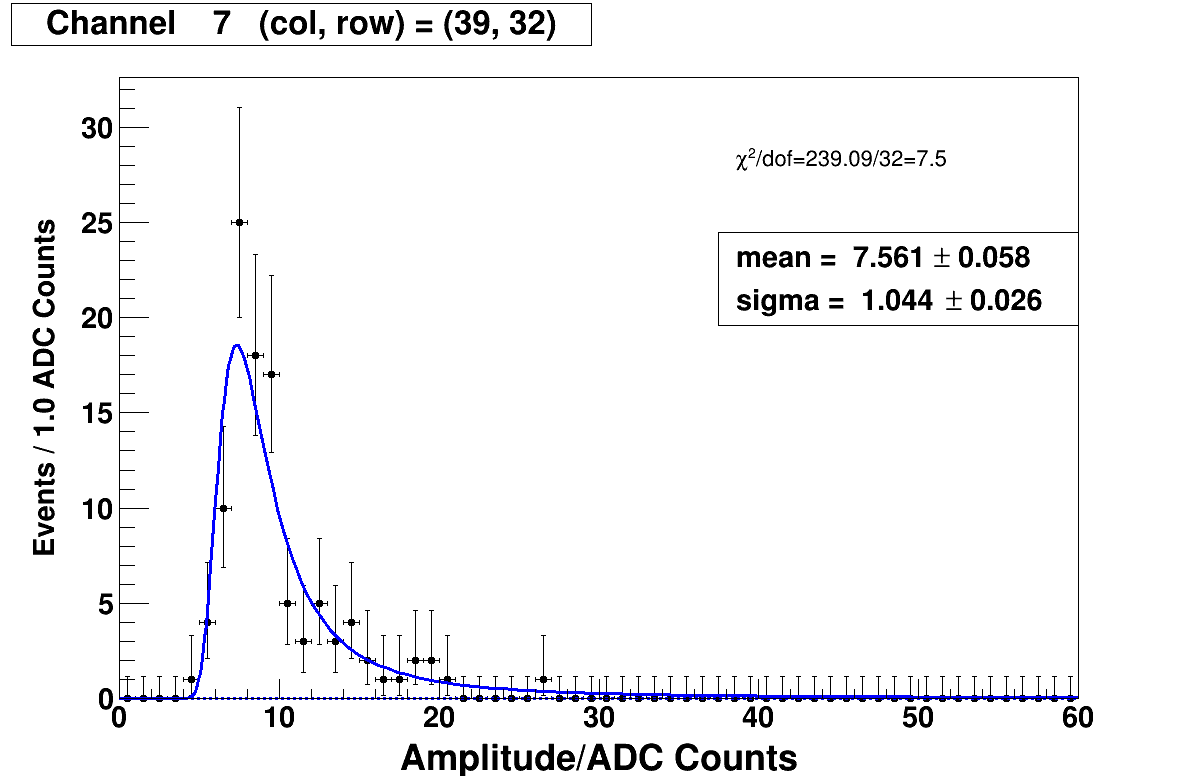 Channel 7 (col, row) = (39, 32)
30
25
20
15
10
5
0
Events / 1.0 ADC Counts
χ²/dof=239.09/32=7.5
mean = 7.561 ± 0.058
sigma = 1.044 ± 0.026
0 10 20 30 40 50 60
Amplitude/ADC Counts